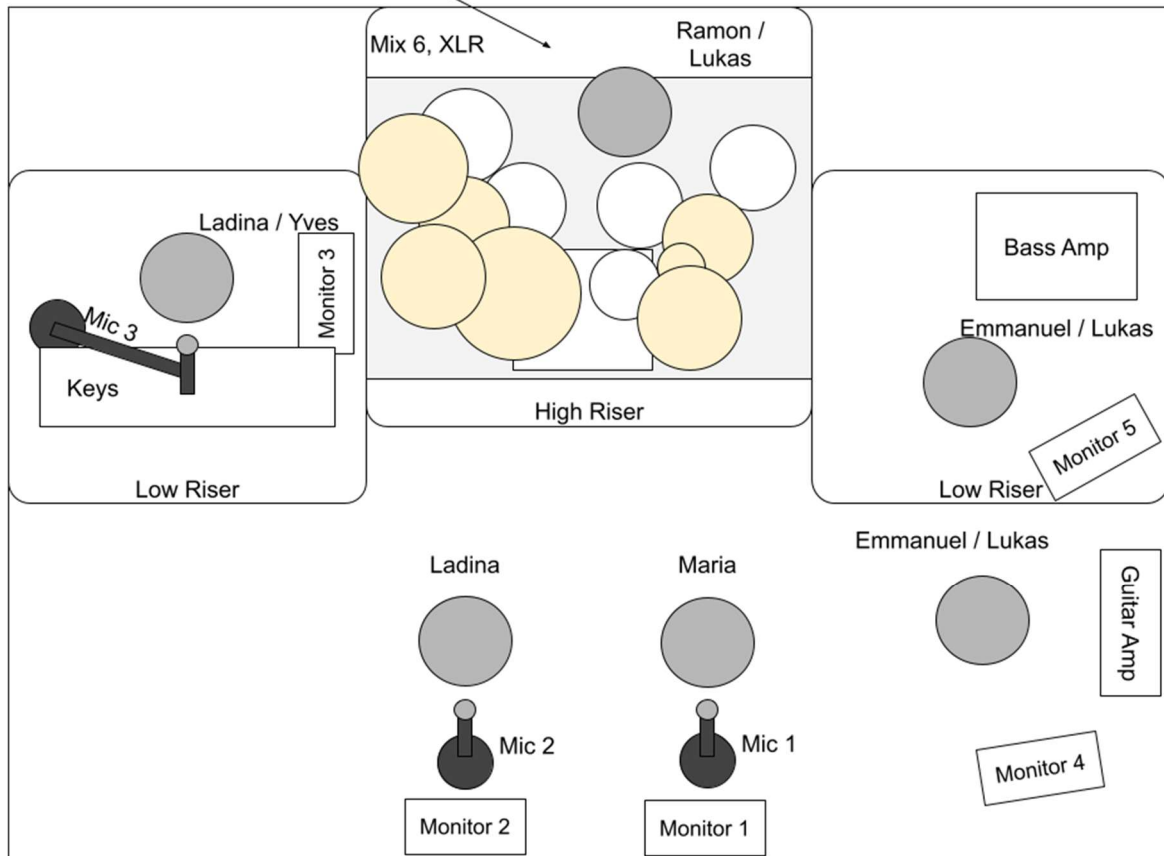 Mix 6, XLR
Ramon /
Lukas
Ladina / Yves
Monitor 3
Mic 3
Keys
Low Riser
High Riser
Bass Amp
Emmanuel / Lukas
Monitor 5
Low Riser
Emmanuel / Lukas
Guitar Amp
Monitor 4
Ladina
Maria
Mic 2
Mic 1
Monitor 2
Monitor 1